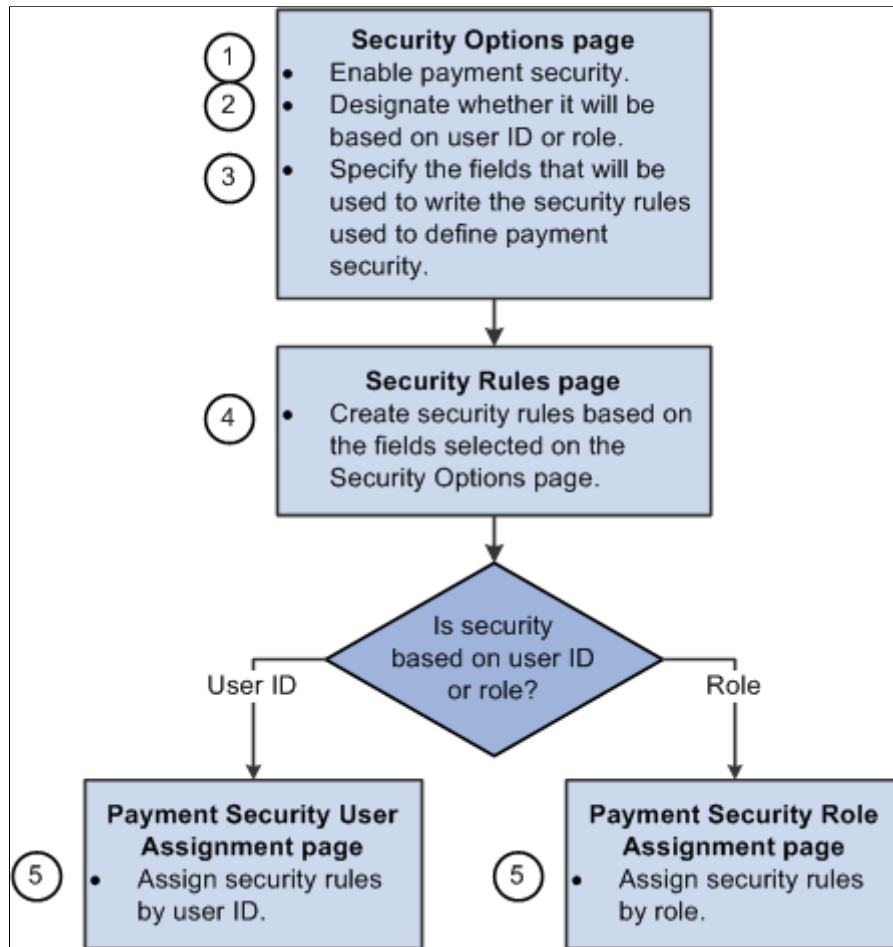 Security Options page
1
• Enable payment security.
2
• Designate whether it will be
based on user ID or role.
3
• Specify the fields that will be
used to write the security rules
used to define payment
security.
Security Rules page
4
• Create security rules based on
the fields selected on the
Security Options page.
Is security
based on user ID
or role?
User ID
Role
Payment Security User
Assignment page
5
• Assign security rules
by user ID.
Payment Security Role
Assignment page
5
• Assign security rules
by role.